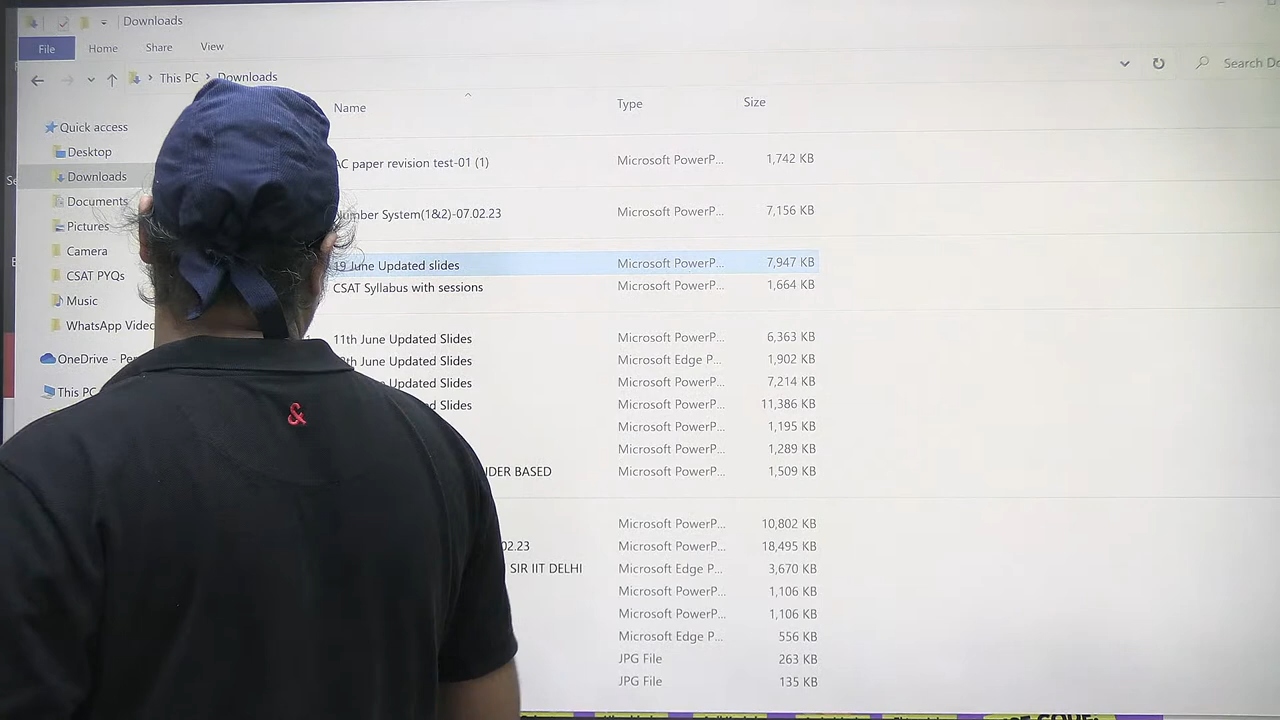 Downloads
File Home Share View
This PC > Downloads
Search Do
Name Type Size
Quick access
Desktop
Downloads
Documents
Pictures
Camera
CSAT PYQs
Music
WhatsApp Video
OneDrive - Per
This PC
AC paper revision test-01 (1) Microsoft PowerP... 1,742 KB
Number System(1&2)-07.02.23 Microsoft PowerP... 7,156 KB
19 June Updated slides Microsoft PowerP... 7,947 KB
CSAT Syllabus with sessions Microsoft PowerP... 1,664 KB
11th June Updated Slides Microsoft PowerP... 6,363 KB
th June Updated Slides Microsoft Edge P... 1,902 KB
Updated Slides Microsoft PowerP... 7,214 KB
ed Slides Microsoft PowerP... 11,386 KB
Microsoft PowerP... 1,195 KB
Microsoft PowerP... 1,289 KB
DER BASED Microsoft PowerP... 1,509 KB
Microsoft PowerP... 10,802 KB
02.23 Microsoft PowerP... 18,495 KB
SIR IIT DELHI Microsoft Edge P... 3,670 KB
Microsoft PowerP... 1,106 KB
Microsoft PowerP... 1,106 KB
Microsoft Edge P... 556 KB
JPG File 263 KB
JPG File 135 KB
&